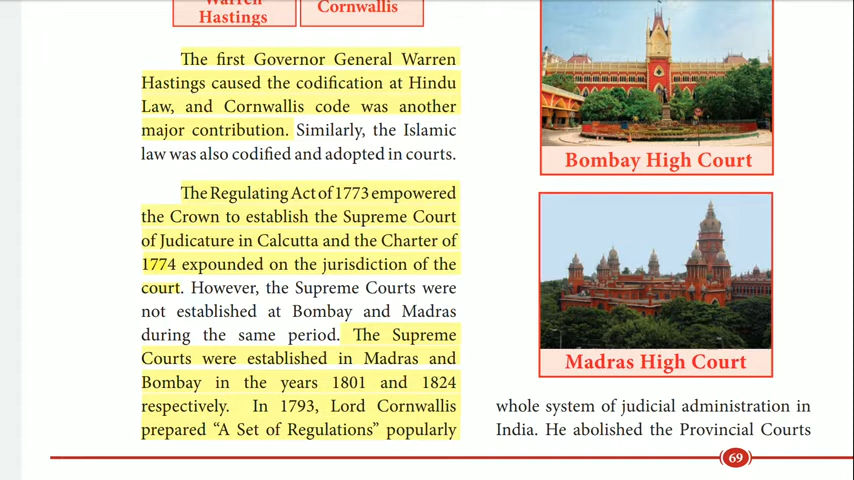 Warren
Hastings
Cornwallis
The first Governor General Warren
Hastings caused the codification at Hindu
Law, and Cornwallis code was another
major contribution. Similarly, the Islamic
law was also codified and adopted in courts.
The Regulating Act of 1773 empowered
the Crown to establish the Supreme Court
of Judicature in Calcutta and the Charter of
1774 expounded on the jurisdiction of the
court. However, the Supreme Courts were
not established at Bombay and Madras
during the same period. The Supreme
Courts were established in Madras and
Bombay in the years 1801 and 1824
respectively. In 1793, Lord Cornwallis
prepared “A Set of Regulations” popularly
Bombay High Court
Madras High Court
whole system of judicial administration in
India. He abolished the Provincial Courts
69